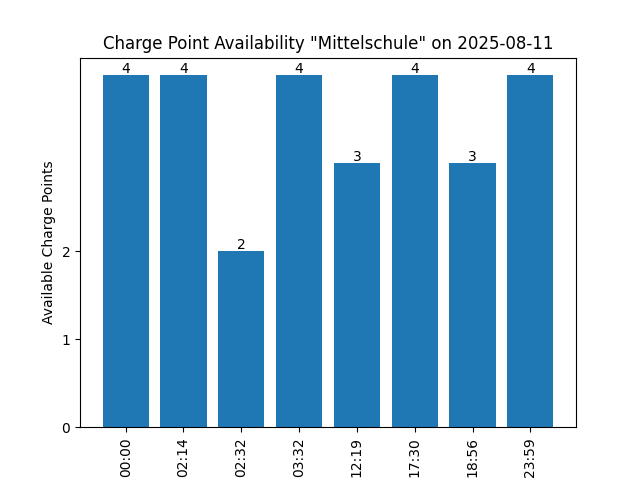 Charge Point Availability "Mittelschule" on 2025-08-11
4 4 2 4 3 4 3 4
Available Charge Points
2
1
0
00:00 02:14 02:32 03:32 12:19 17:30 18:56 23:59